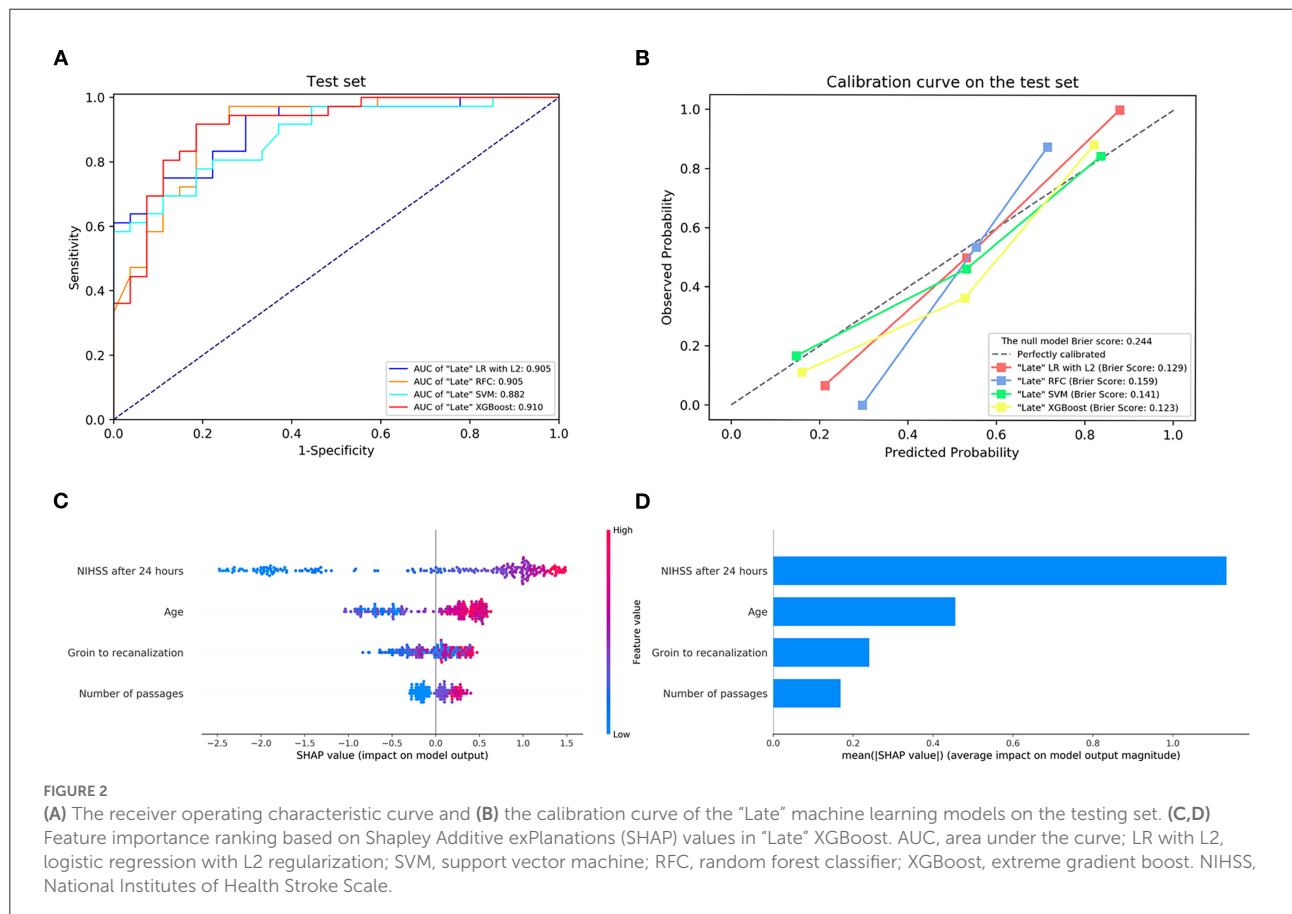 A
Test set
1.0
0.8
0.6
0.4
0.2
0.0
Sensitivity
0.0 0.2 0.4 0.6 0.8 1.0
1-Specificity
AUC of "Late" LR with L2: 0.905
AUC of "Late" RFC: 0.905
AUC of "Late" SVM: 0.882
AUC of "Late" XGBoost: 0.910
B
Calibration curve on the test set
1.0
0.8
0.6
0.4
0.2
0.0
Observed Probability
0.0 0.2 0.4 0.6 0.8 1.0
Predicted Probability
The null model Brier score: 0.244
Perfectly calibrated
"Late" LR with L2 (Brier Score: 0.129)
"Late" RFC (Brier Score: 0.159)
"Late" SVM (Brier Score: 0.141)
"Late" XGBoost (Brier Score: 0.123)
C
NIHSS after 24 hours
Age
Groin to recanalization
Number of passages
−2.5 −2.0 −1.5 −1.0 −0.5 0.0 0.5 1.0 1.5
SHAP value (impact on model output)
High
Feature value
Low
D
NIHSS after 24 hours
Age
Groin to recanalization
Number of passages
0.0 0.2 0.4 0.6 0.8 1.0
mean(|SHAP value|) (average impact on model output magnitude)
FIGURE 2
(A) The receiver operating characteristic curve and (B) the calibration curve of the “Late” machine learning models on the testing set. (C,D)
Feature importance ranking based on Shapley Additive exPlanations (SHAP) values in “Late” XGBoost. AUC, area under the curve; LR with L2,
logistic regression with L2 regularization; SVM, support vector machine; RFC, random forest classifier; XGBoost, extreme gradient boost. NIHSS,
National Institutes of Health Stroke Scale.